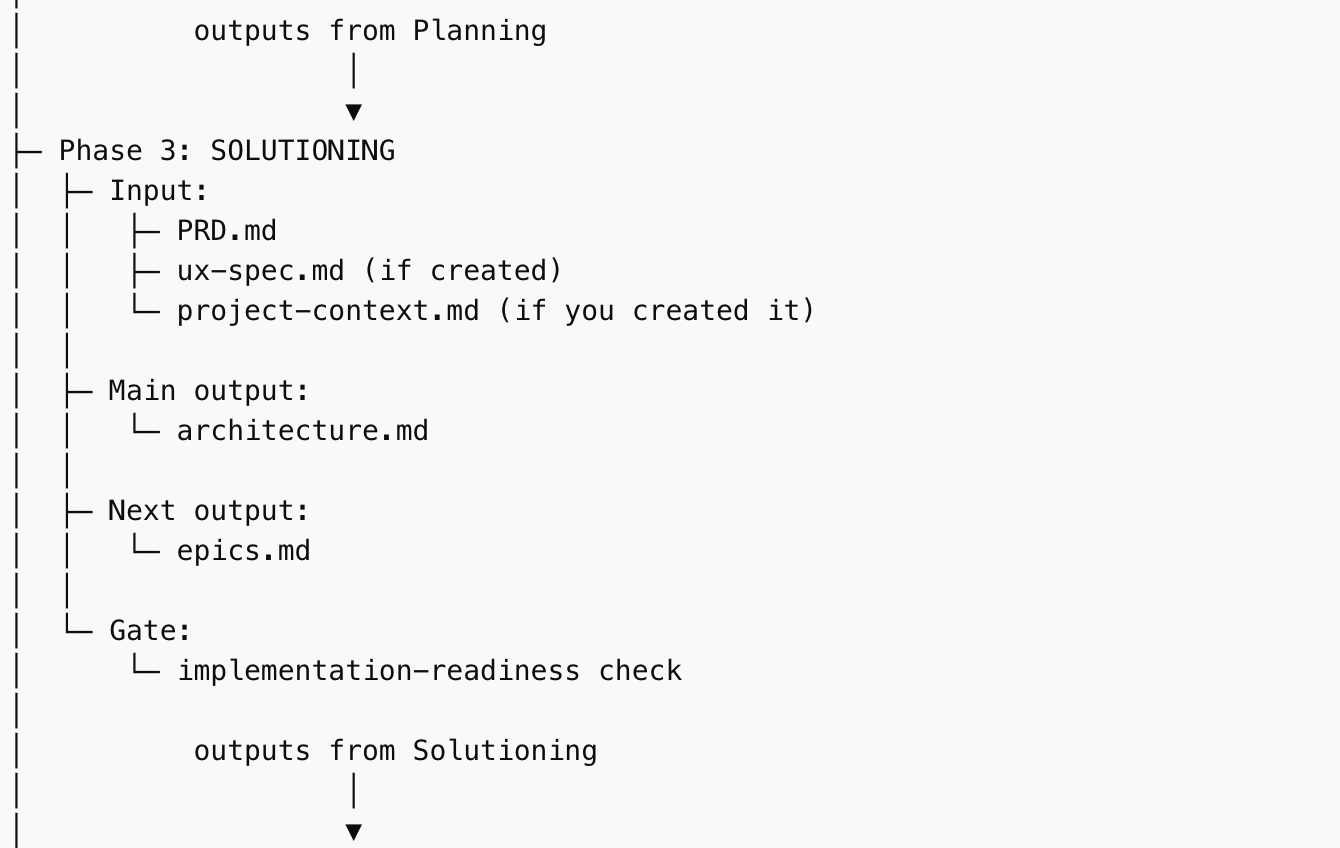 outputs from Planning
│
▼
├─ Phase 3: SOLUTIONING
│  ├─ Input:
│  │   ├─ PRD.md
│  │   ├─ ux-spec.md (if created)
│  │   └─ project-context.md (if you created it)
│  │
│  ├─ Main output:
│  │   └─ architecture.md
│  │
│  ├─ Next output:
│  │   └─ epics.md
│  │
│  └─ Gate:
│      └─ implementation-readiness check
│
│          outputs from Solutioning
│                   │
│                   ▼